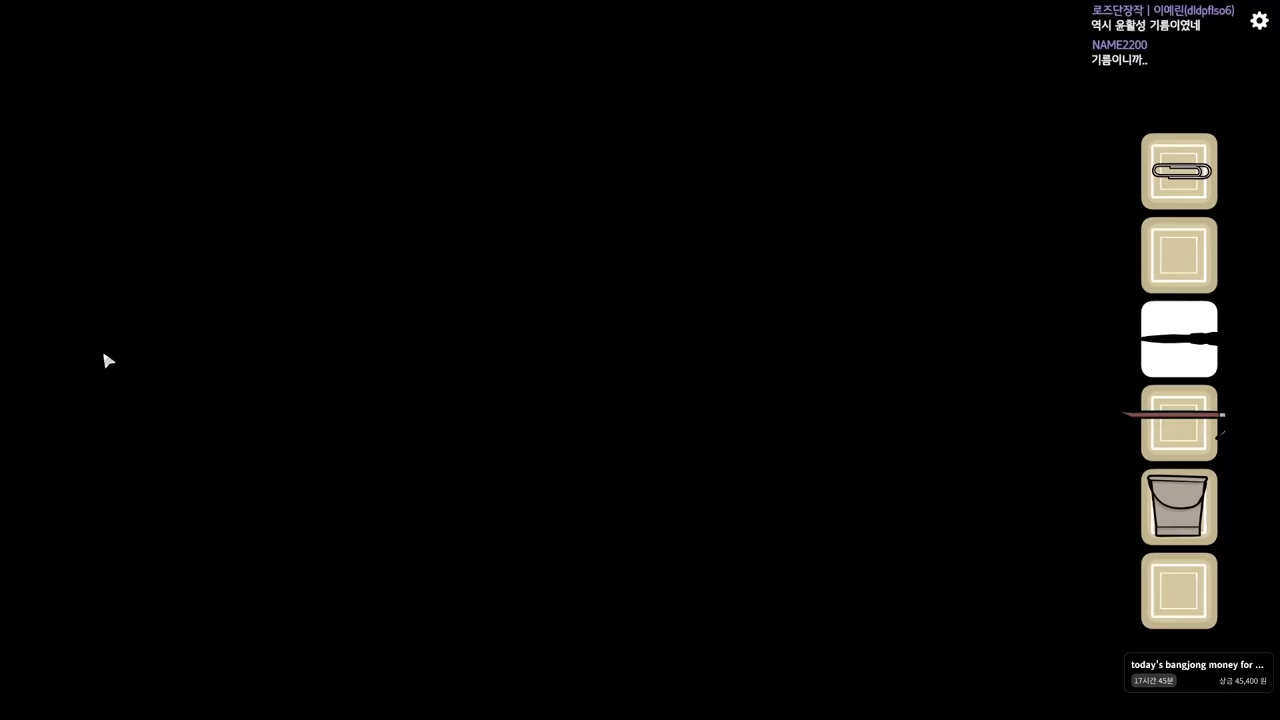 로즈단장작 | 이예린(dldpflso6)
역시 윤활성 기름이였네
NAME2200
기름이니까..
today's bangjong money for ...
17시간 45분
상금 45,400 원